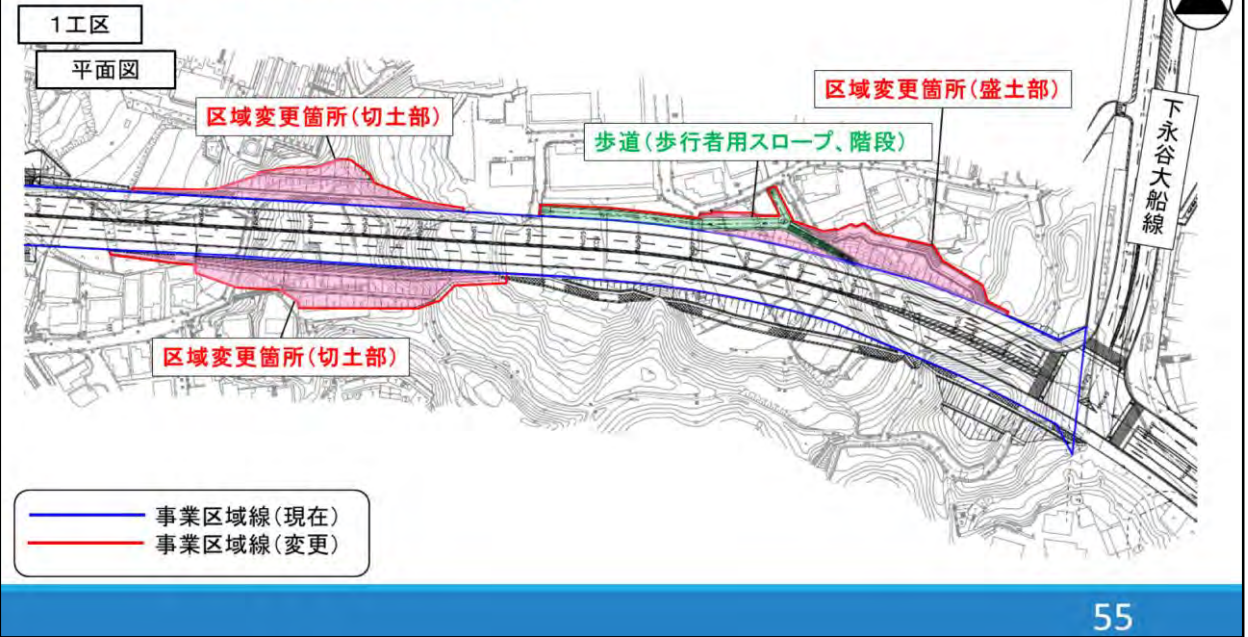 1工区
平面図
区域変更箇所(切土部)
区域変更箇所(盛土部)
歩道(歩行者用スロープ、階段)
下永谷大船線
区域変更箇所(切土部)
事業区域線(現在)
事業区域線(変更)
55